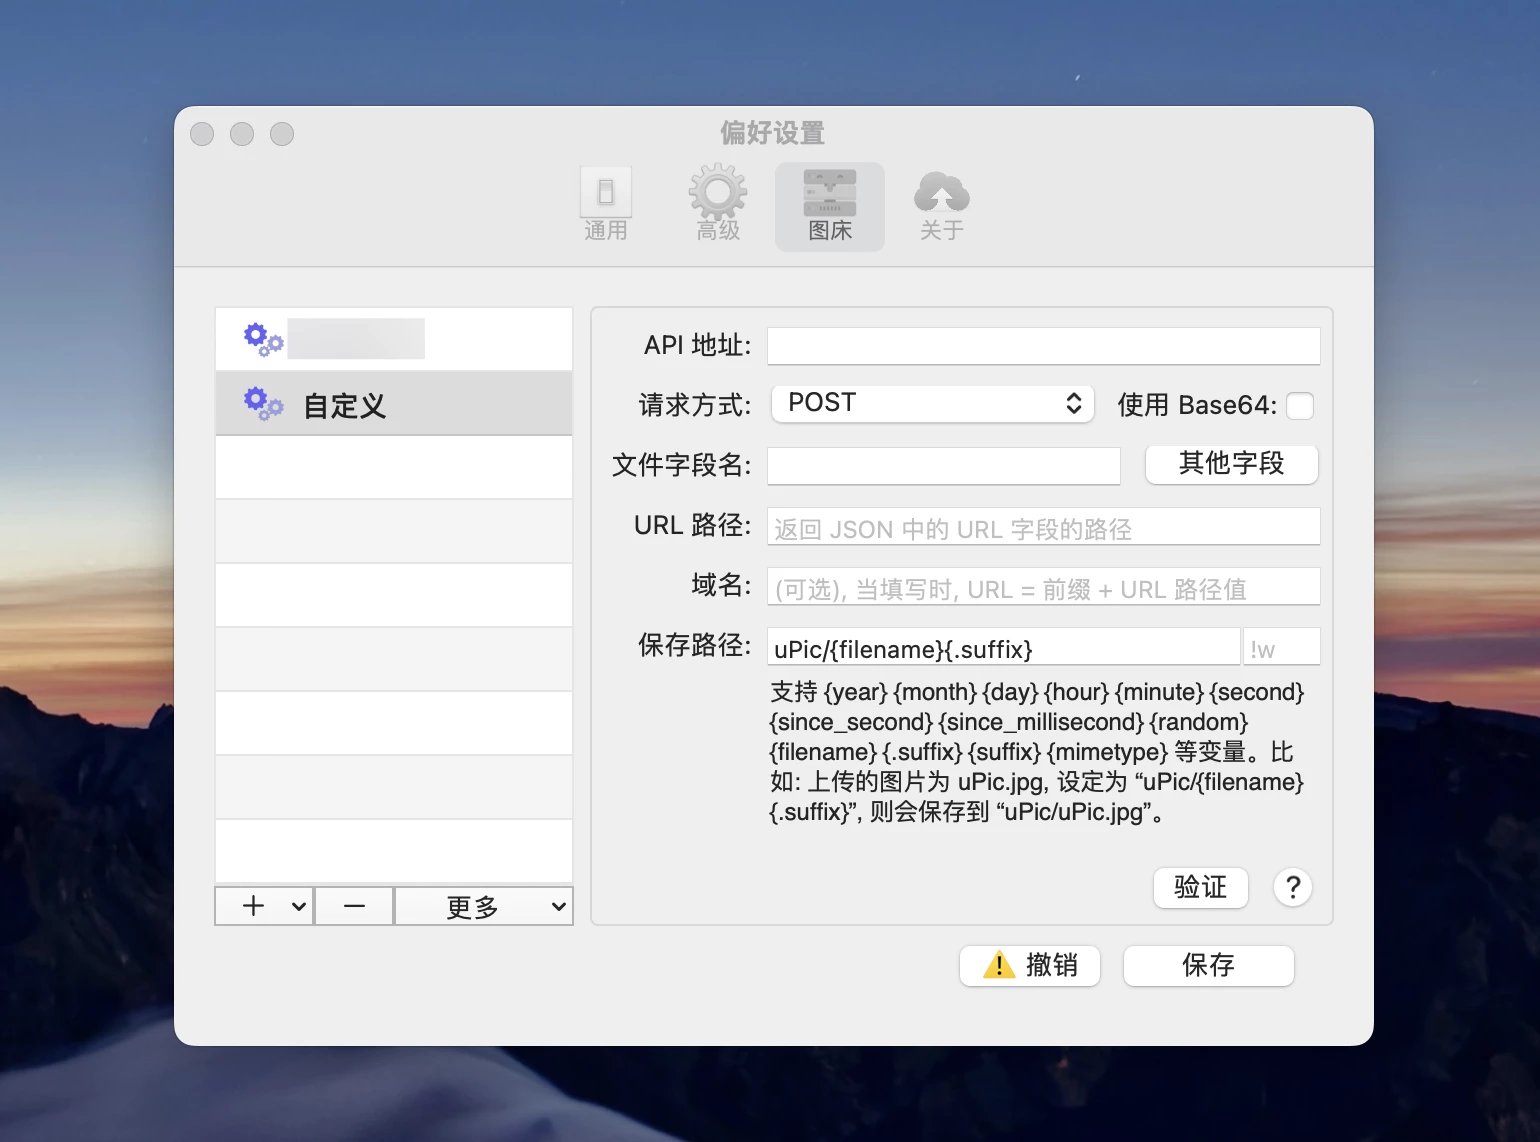 偏好设置
通用
高级
图床
关于
自定义
更多
API 地址:
请求方式:
POST
使用 Base64:
文件字段名:
其他字段
URL 路径:
返回 JSON 中的 URL 字段的路径
域名:
(可选), 当填写时, URL = 前缀 + URL 路径值
保存路径:
uPic/{filename}{.suffix}
!w
支持 {year} {month} {day} {hour} {minute} {second}
{since_second} {since_millisecond} {random}
{filename} {.suffix} {suffix} {mimetype} 等变量。比
如: 上传的图片为 uPic.jpg, 设定为 “uPic/{filename}
{.suffix}”, 则会保存到 “uPic/uPic.jpg”。
验证
?
撤销
保存